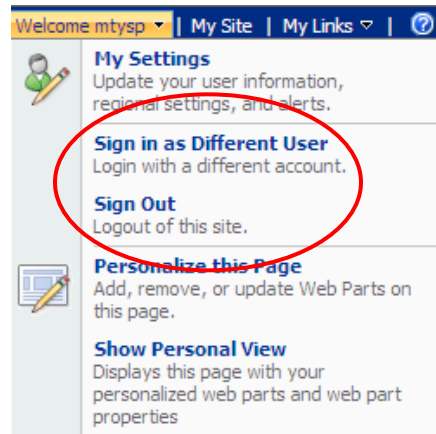 Welcome mtysp | My Site | My Links |
My Settings
Update your user information,
regional settings, and alerts.
Sign in as Different User
Login with a different account.
Sign Out
Logout of this site.
Personalize this Page
Add, remove, or update Web Parts on
this page.
Show Personal View
Displays this page with your
personalized web parts and web part
properties